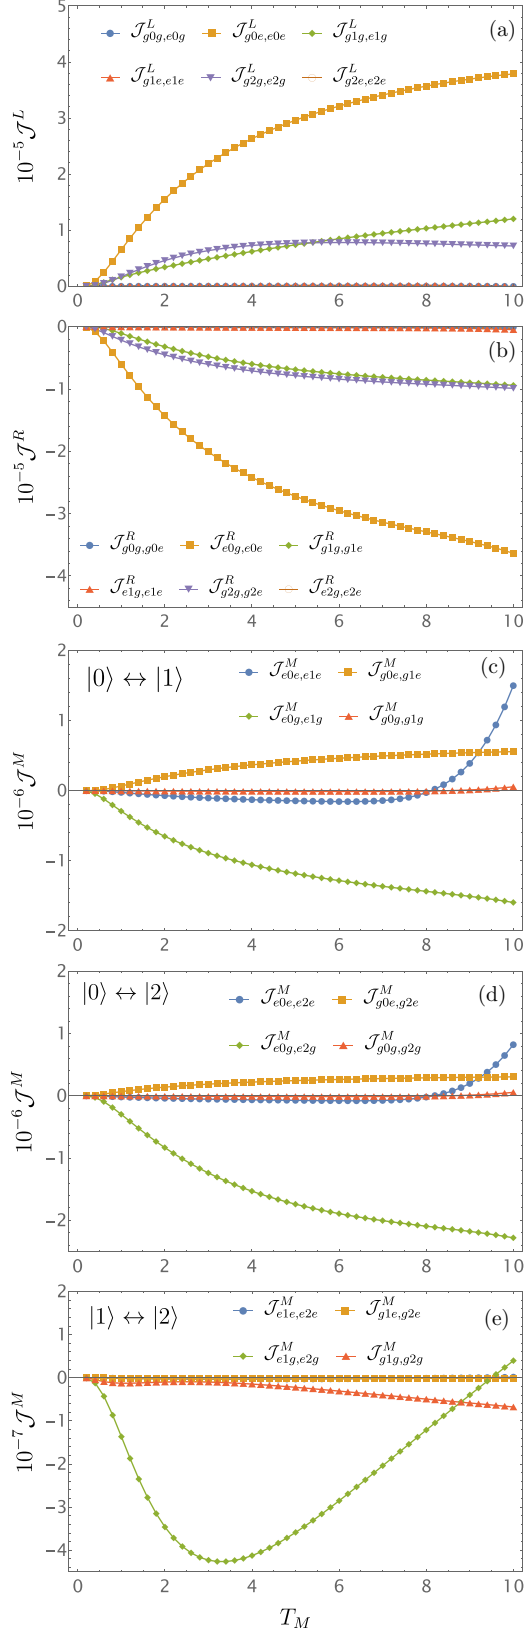 (a)
𝒥^L_{g0g,e0g} 𝒥^L_{g0e,e0e} 𝒥^L_{g1g,e1g}
𝒥^L_{g1e,e1e} 𝒥^L_{g2g,e2g} 𝒥^L_{g2e,e2e}
10^{-5} 𝒥^L
5
4
3
2
1
0
0 2 4 6 8 10
(b)
10^{-5} 𝒥^R
0
−1
−2
−3
−4
𝒥^R_{g0g,g0e} 𝒥^R_{e0g,e0e} 𝒥^R_{g1g,g1e}
𝒥^R_{e1g,e1e} 𝒥^R_{g2g,g2e} 𝒥^R_{e2g,e2e}
0 2 4 6 8 10
|0⟩ ↔ |1⟩
(c)
𝒥^M_{e0e,e1e} 𝒥^M_{g0e,g1e}
𝒥^M_{e0g,e1g} 𝒥^M_{g0g,g1g}
10^{-6} 𝒥^M
2
1
0
−1
−2
0 2 4 6 8 10
|0⟩ ↔ |2⟩
(d)
𝒥^M_{e0e,e2e} 𝒥^M_{g0e,g2e}
𝒥^M_{e0g,e2g} 𝒥^M_{g0g,g2g}
10^{-6} 𝒥^M
2
1
0
−1
−2
0 2 4 6 8 10
|1⟩ ↔ |2⟩
(e)
𝒥^M_{e1e,e2e} 𝒥^M_{g1e,g2e}
𝒥^M_{e1g,e2g} 𝒥^M_{g1g,g2g}
10^{-7} 𝒥^M
2
1
0
−1
−2
−3
−4
0 2 4 6 8 10
T_M